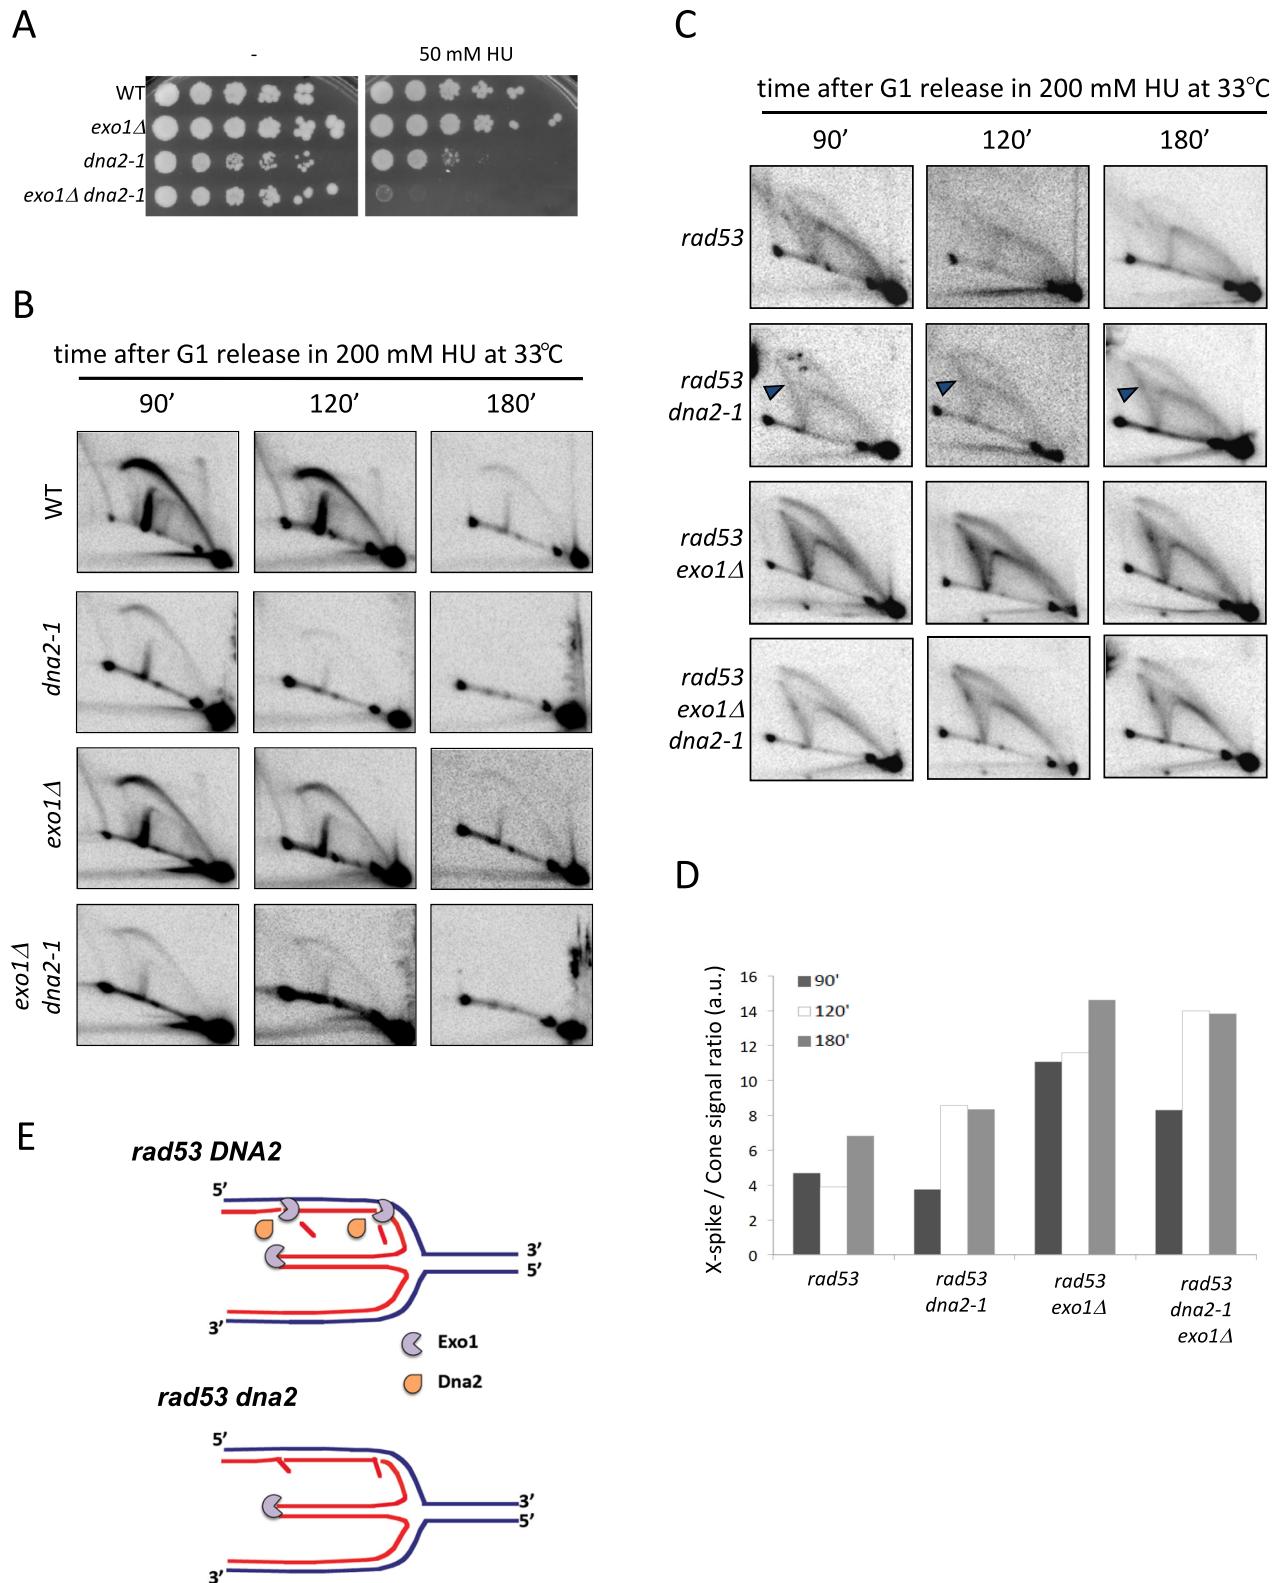 A
-
50 mM HU
WT
exo1Δ
dna2-1
exo1Δ dna2-1
B
time after G1 release in 200 mM HU at 33°C
90’
120’
180’
WT
dna2-1
exo1Δ
exo1Δ
dna2-1
C
time after G1 release in 200 mM HU at 33°C
90’
120’
180’
rad53
rad53
dna2-1
rad53
exo1Δ
rad53
exo1Δ
dna2-1
D
X-spike / Cone signal ratio (a.u.)
16
14
12
10
8
6
4
2
0
90'
120'
180'
rad53
rad53
dna2-1
rad53
exo1Δ
rad53
dna2-1
exo1Δ
E
rad53 DNA2
5’
3’
5’
3’
Exo1
Dna2
rad53 dna2
5’
3’
5’
3’